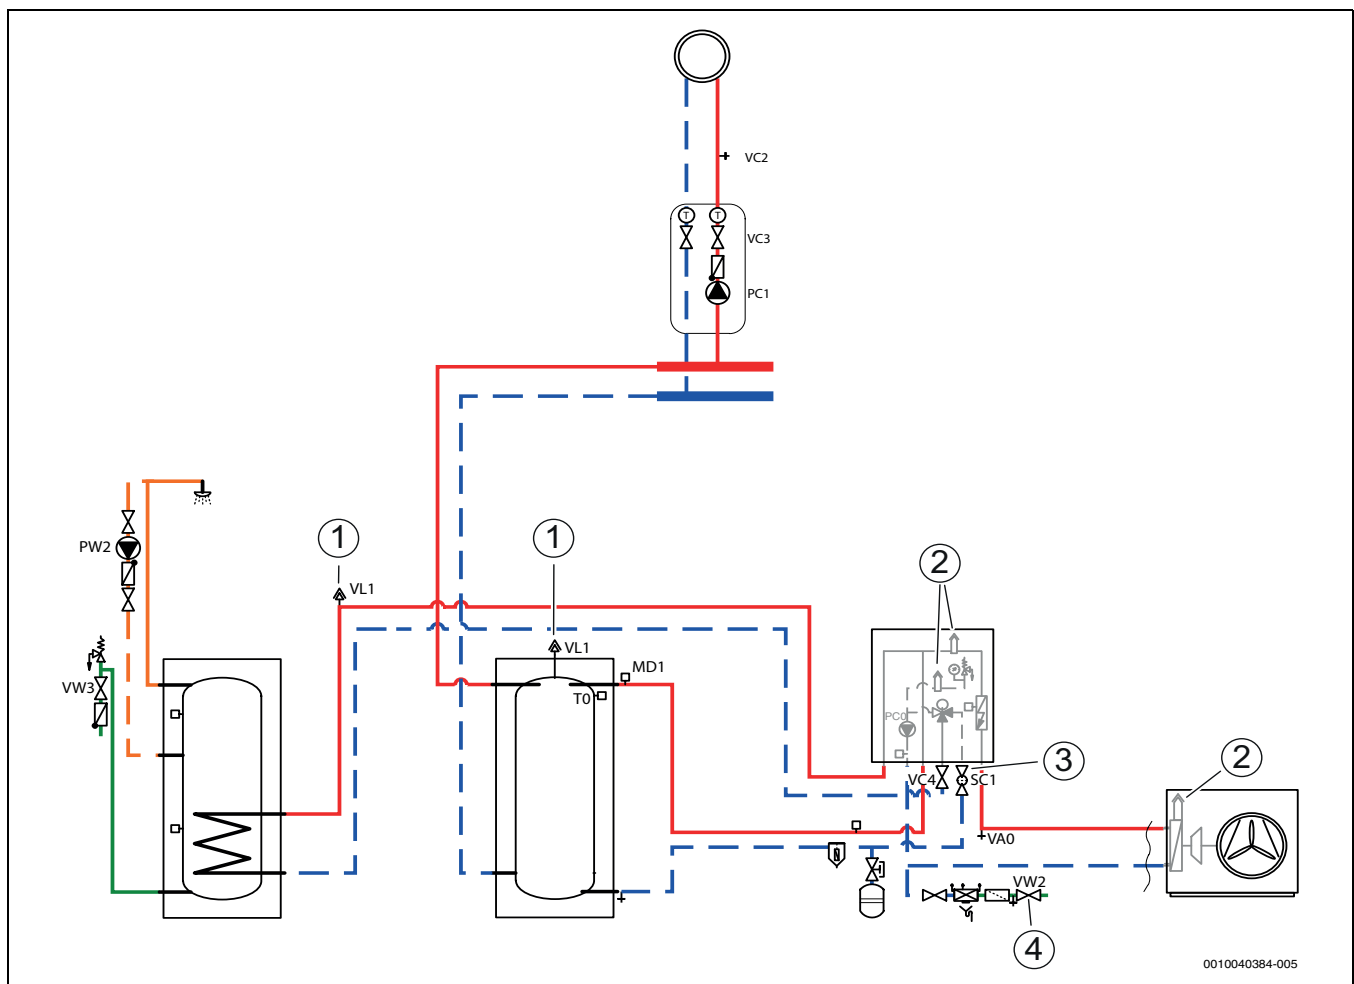 VC2
T T
VC3
PC1
PW2
1
VL1
1
VL1
2
MD1
T0
VW3
PC0
3
VC4
SC1
2
VA0
VW2
4
0010040384-005